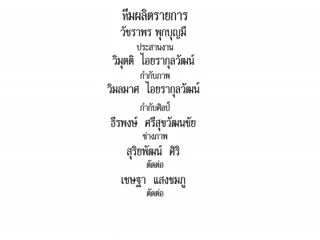 ทีมผลิตรายการ
วัชราพร พุกบุญมี
ประสานงาน
วิมุตติ ไอยรากุลวัฒน์
กำกับภาพ
วิมลมาศ ไอยรากุลวัฒน์
กำกับศิลป์
ธีรพงษ์ ศรีสุขวัฒนชัย
ช่างภาพ
สุริยพัฒน์ ศิริ
ตัดต่อ
เชษฐา แสงชมภู
ตัดต่อ